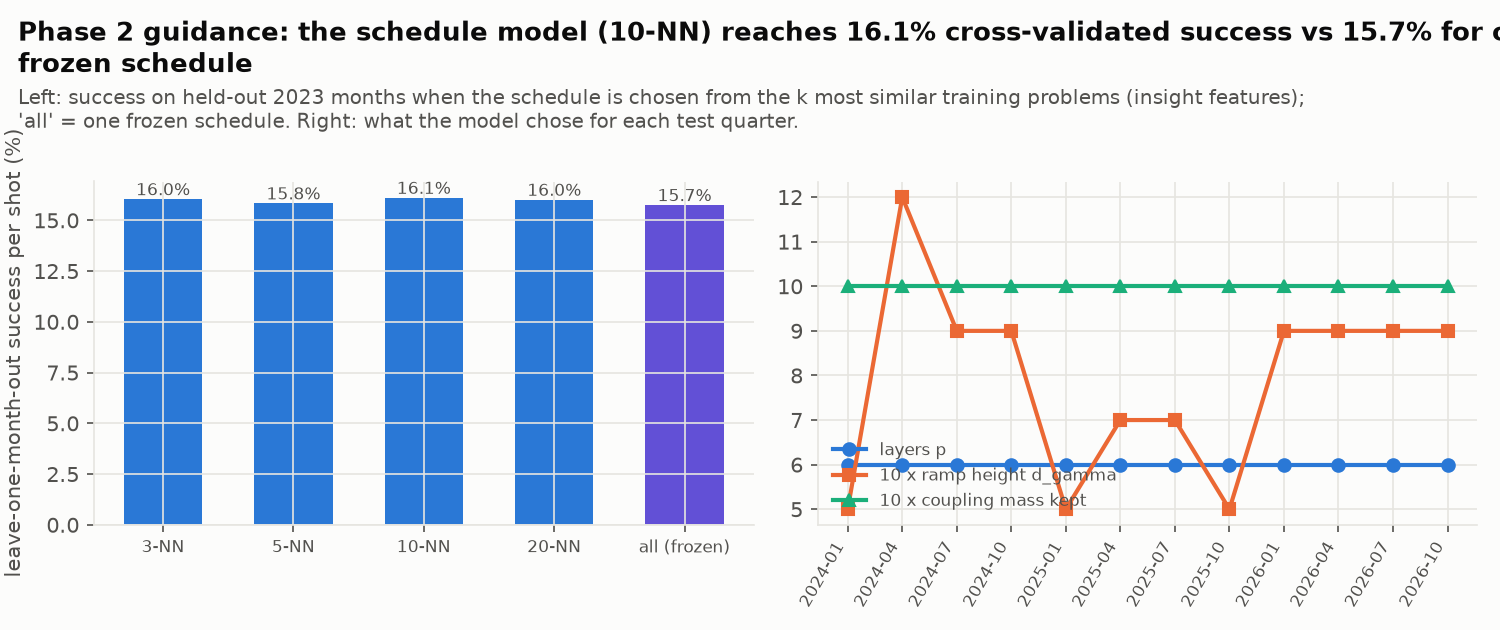 Phase 2 guidance: the schedule model (10-NN) reaches 16.1% cross-validated success vs 15.7% for
frozen schedule
Left: success on held-out 2023 months when the schedule is chosen from the k most similar training problems (insight features);
'all' = one frozen schedule. Right: what the model chose for each test quarter.
leave-one-month-out success per shot (%)
15.0
12.5
10.0
7.5
5.0
2.5
0.0
16.0%
15.8%
16.1%
16.0%
15.7%
3-NN
5-NN
10-NN
20-NN
all (frozen)
12
11
10
9
8
7
6
5
layers p
10 x ramp height d_gamma
10 x coupling mass kept
2024-01
2024-04
2024-07
2024-10
2025-01
2025-04
2025-07
2025-10
2026-01
2026-04
2026-07
2026-10